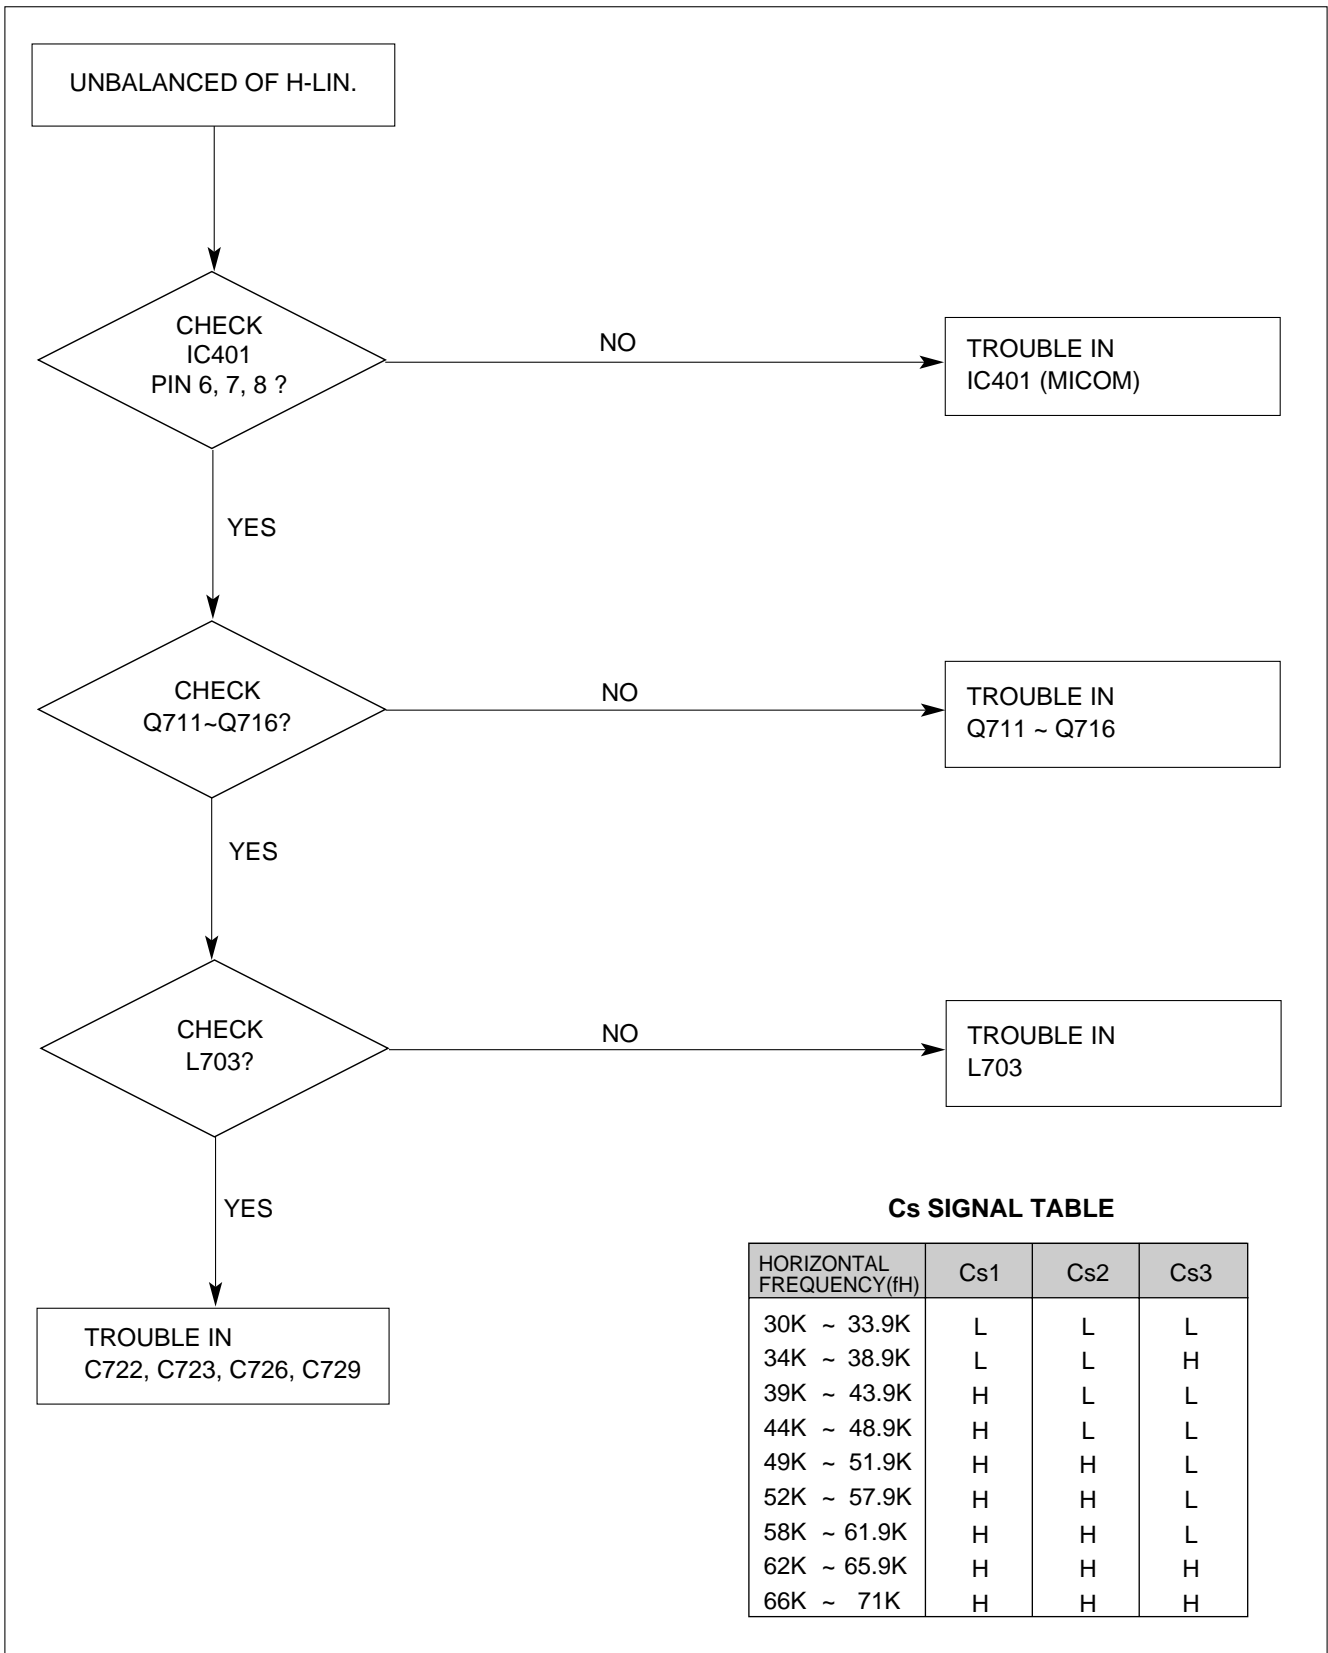 UNBALANCED OF H-LIN.
CHECK
IC401
PIN 6, 7, 8 ?
NO
TROUBLE IN
IC401 (MICOM)
YES
CHECK
Q711~Q716?
NO
TROUBLE IN
Q711 ~ Q716
YES
CHECK
L703?
NO
TROUBLE IN
L703
YES
TROUBLE IN
C722, C723, C726, C729
Cs SIGNAL TABLE
HORIZONTAL
FREQUENCY(fH) Cs1 Cs2 Cs3
30K ~ 33.9K L L L
34K ~ 38.9K L L H
39K ~ 43.9K H L L
44K ~ 48.9K H L L
49K ~ 51.9K H H L
52K ~ 57.9K H H L
58K ~ 61.9K H H L
62K ~ 65.9K H H H
66K ~ 71K H H H